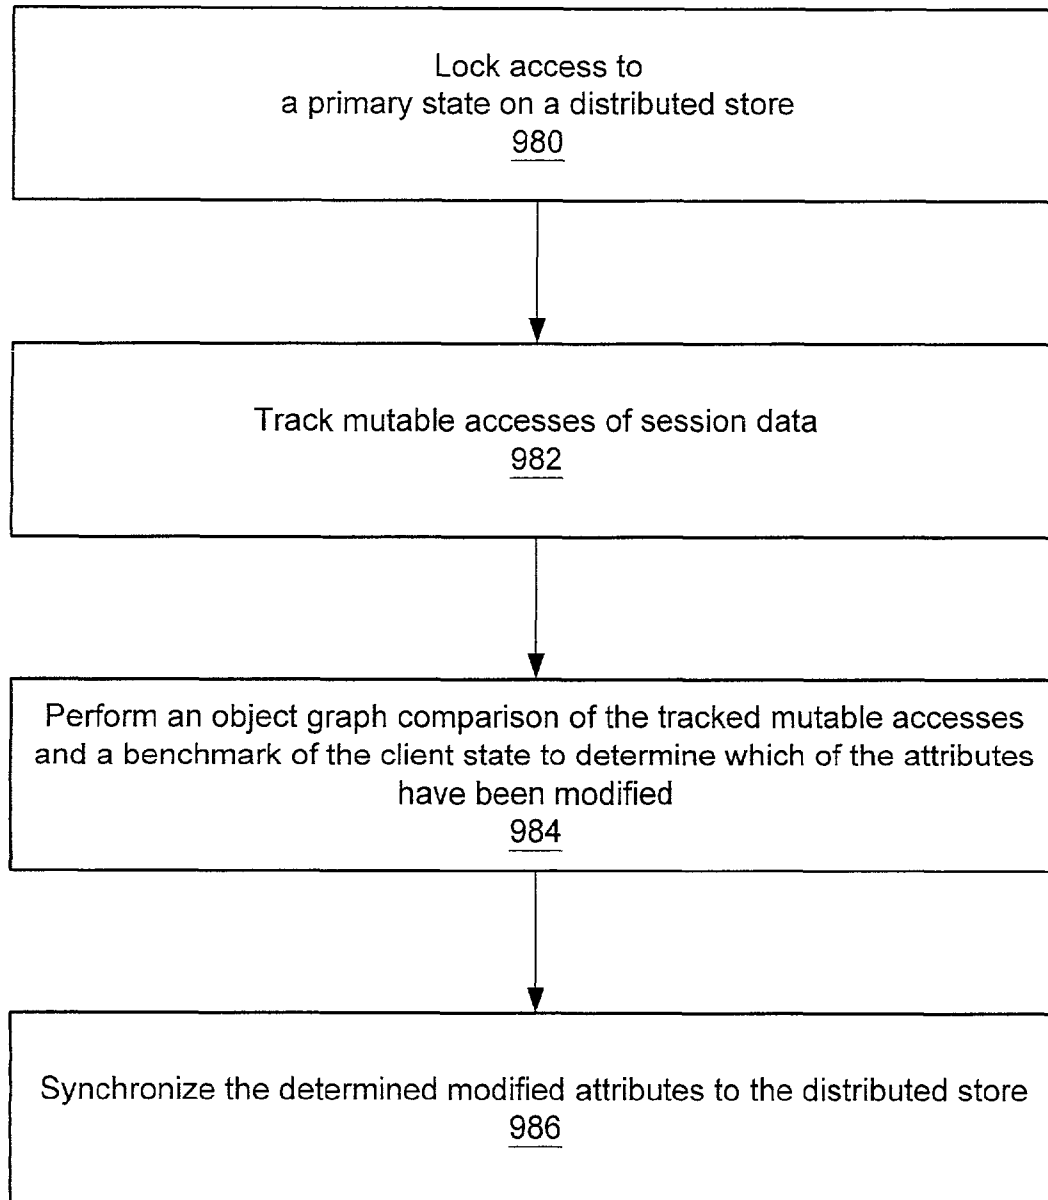 Lock access to
a primary state on a distributed store
980
Track mutable accesses of session data
982
Perform an object graph comparison of the tracked mutable accesses
and a benchmark of the client state to determine which of the attributes
have been modified
984
Synchronize the determined modified attributes to the distributed store
986